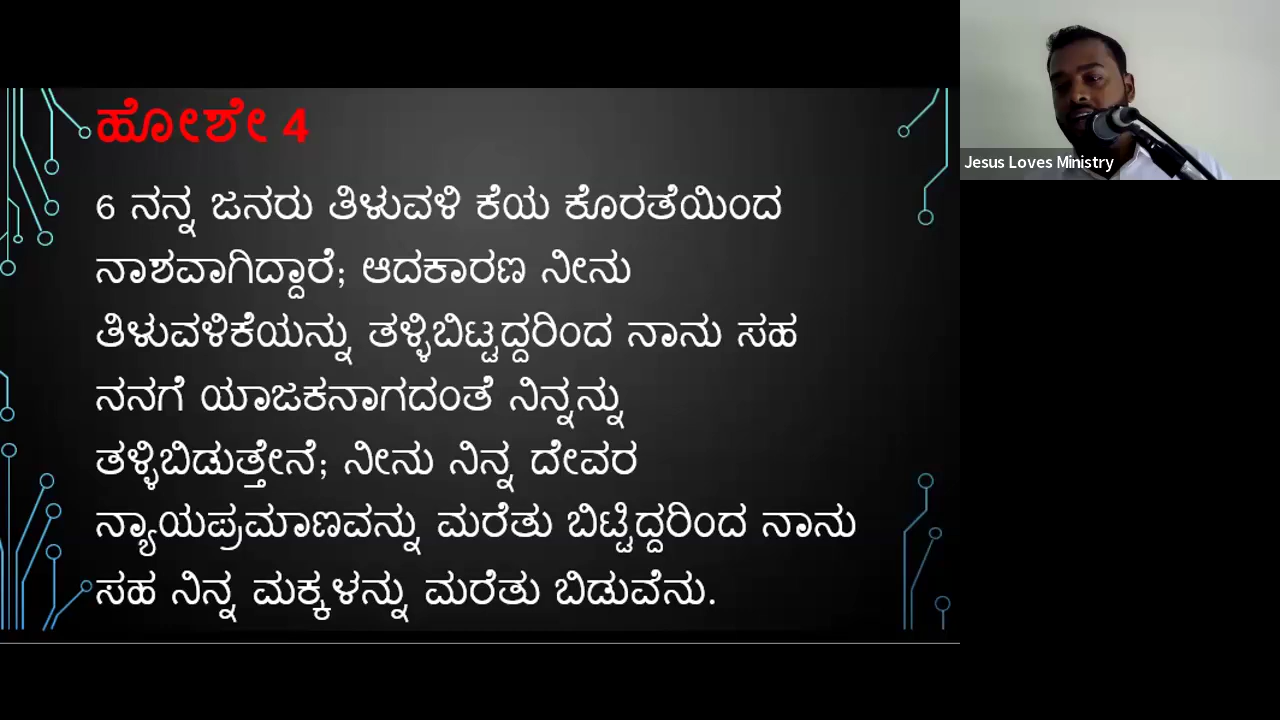 ಹೋಶೇ 4
6 ನನ್ನ ಜನರು ತಿಳುವಳಿ ಕೆಯ ಕೊರತೆಯಿಂದ
ನಾಶವಾಗಿದ್ದಾರೆ; ಆದಕಾರಣ ನೀನು
ತಿಳುವಳಿಕೆಯನ್ನು ತಳ್ಳಿಬಿಟ್ಟದ್ದರಿಂದ ನಾನು ಸಹ
ನನಗೆ ಯಾಜಕನಾಗದಂತೆ ನಿನ್ನನ್ನು
ತಳ್ಳಿಬಿಡುತ್ತೇನೆ; ನೀನು ನಿನ್ನ ದೇವರ
ನ್ಯಾಯಪ್ರಮಾಣವನ್ನು ಮರೆತು ಬಿಟ್ಟಿದ್ದರಿಂದ ನಾನು
ಸಹ ನಿನ್ನ ಮಕ್ಕಳನ್ನು ಮರೆತು ಬಿಡುವೆನು.
Jesus Loves Ministry